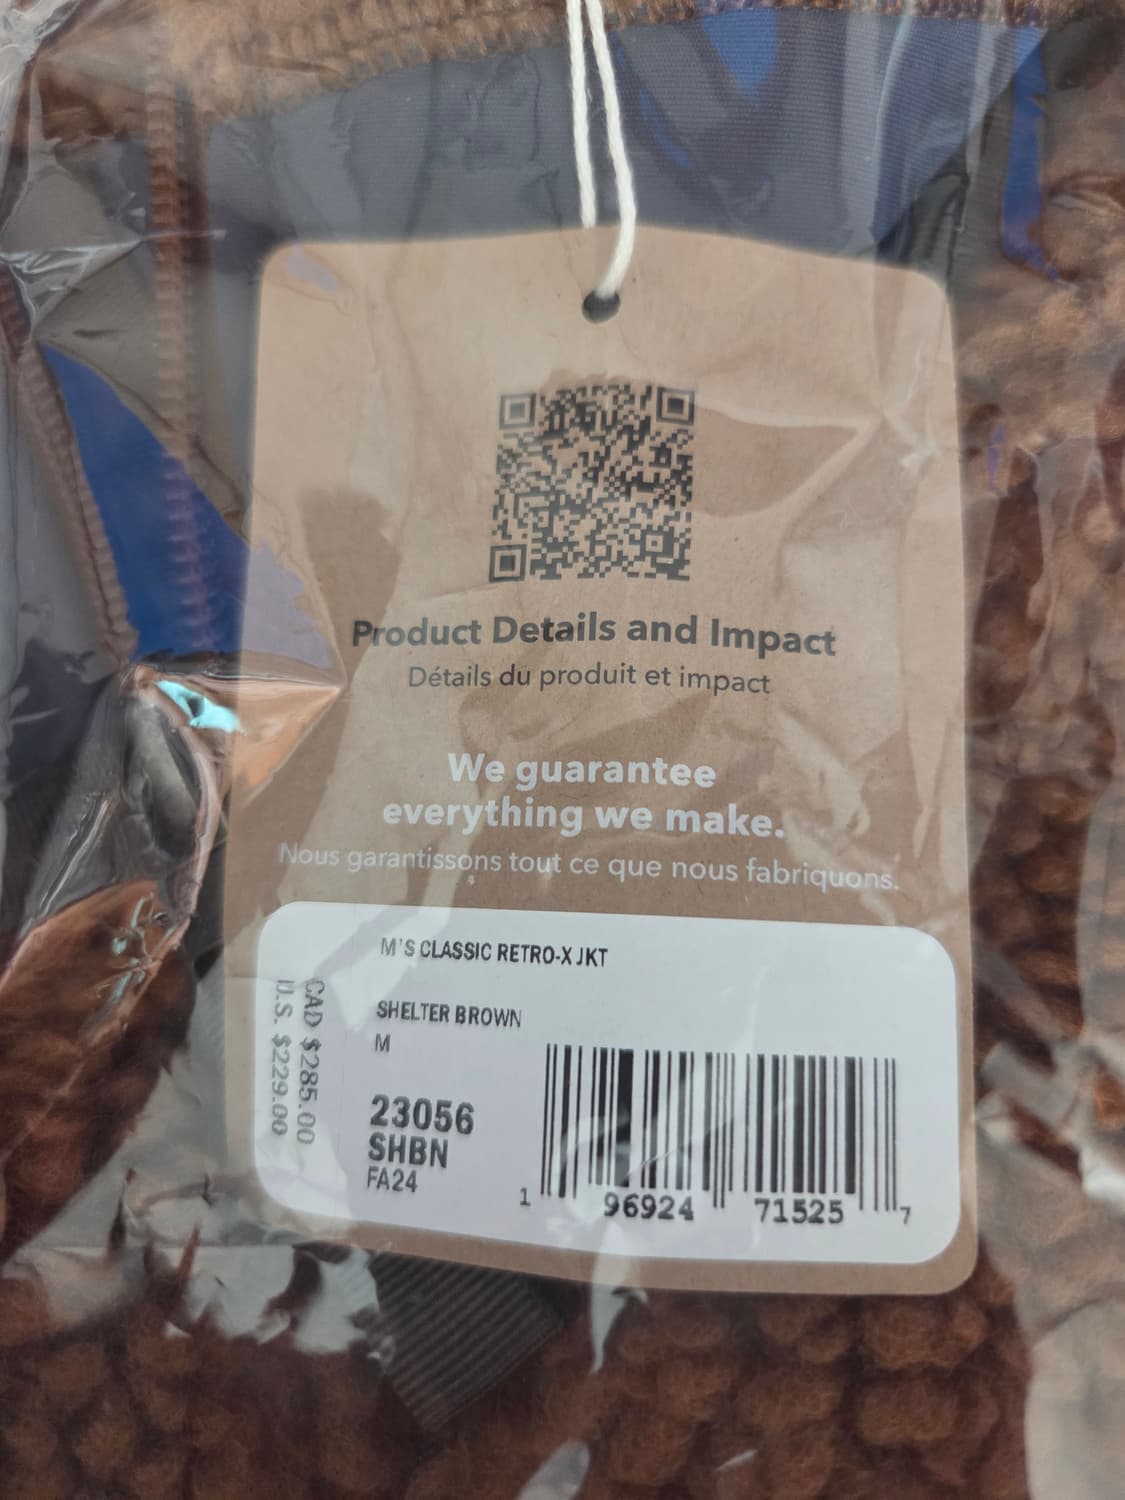 Product Details and Impact
Détails du produit et impact
We guarantee
everything we make.
Nous garantissons tout ce que nous fabriquons.
M'S CLASSIC RETRO-X JKT
SHELTER BROWN
M
23056
SHBN
FA24
CAD $285.00
U.S. $229.00
1 96924 71525 7